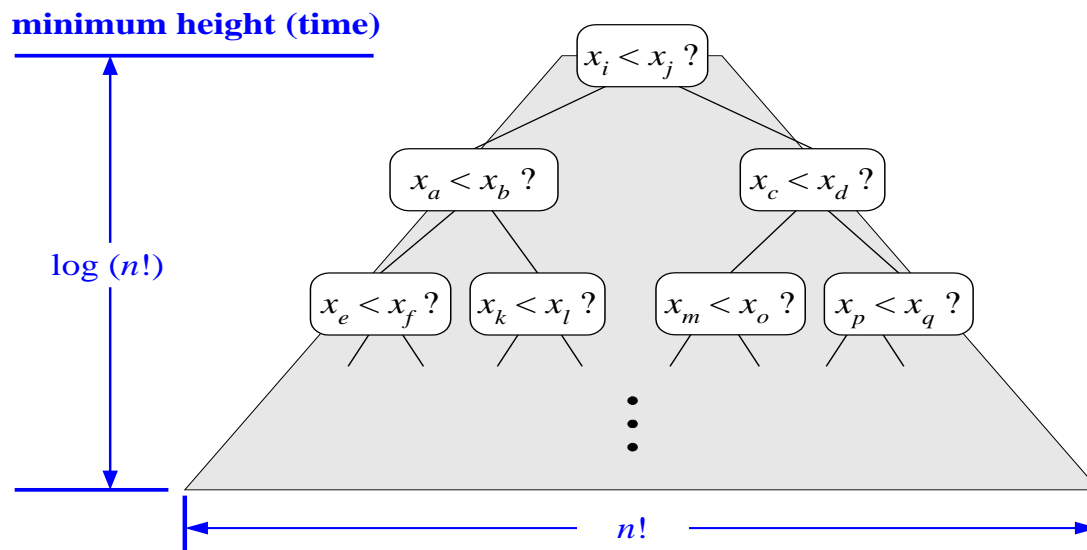 minimum height (time)
x_i < x_j ?
x_a < x_b ?
x_c < x_d ?
log (n!)
x_e < x_f ?
x_k < x_l ?
x_m < x_o ?
x_p < x_q ?
n!